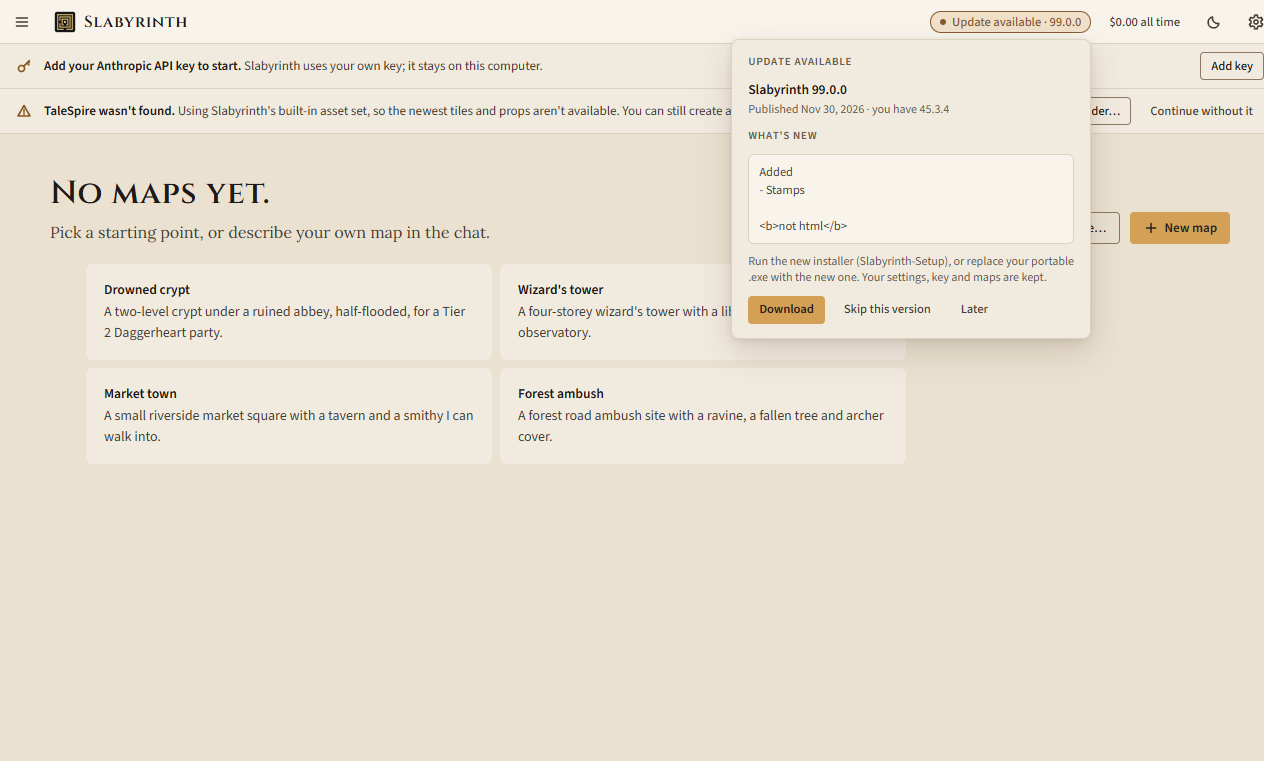 Slabyrinth
Update available · 99.0.0
$0.00 all time
Add your Anthropic API key to start. Slabyrinth uses your own key; it stays on this computer.
Add key
TaleSpire wasn't found. Using Slabyrinth's built-in asset set, so the newest tiles and props aren't available. You can still create a
der...
Continue without it
UPDATE AVAILABLE
Slabyrinth 99.0.0
Published Nov 30, 2026 · you have 45.3.4
WHAT'S NEW
Added
- Stamps
<b>not html</b>
Run the new installer (Slabyrinth-Setup), or replace your portable
.exe with the new one. Your settings, key and maps are kept.
Download
Skip this version
Later
No maps yet.
Pick a starting point, or describe your own map in the chat.
e...
New map
Drowned crypt
A two-level crypt under a ruined abbey, half-flooded, for a Tier
2 Daggerheart party.
Wizard's tower
A four-storey wizard's tower with a lib
observatory.
Market town
A small riverside market square with a tavern and a smithy I can
walk into.
Forest ambush
A forest road ambush site with a ravine, a fallen tree and archer
cover.